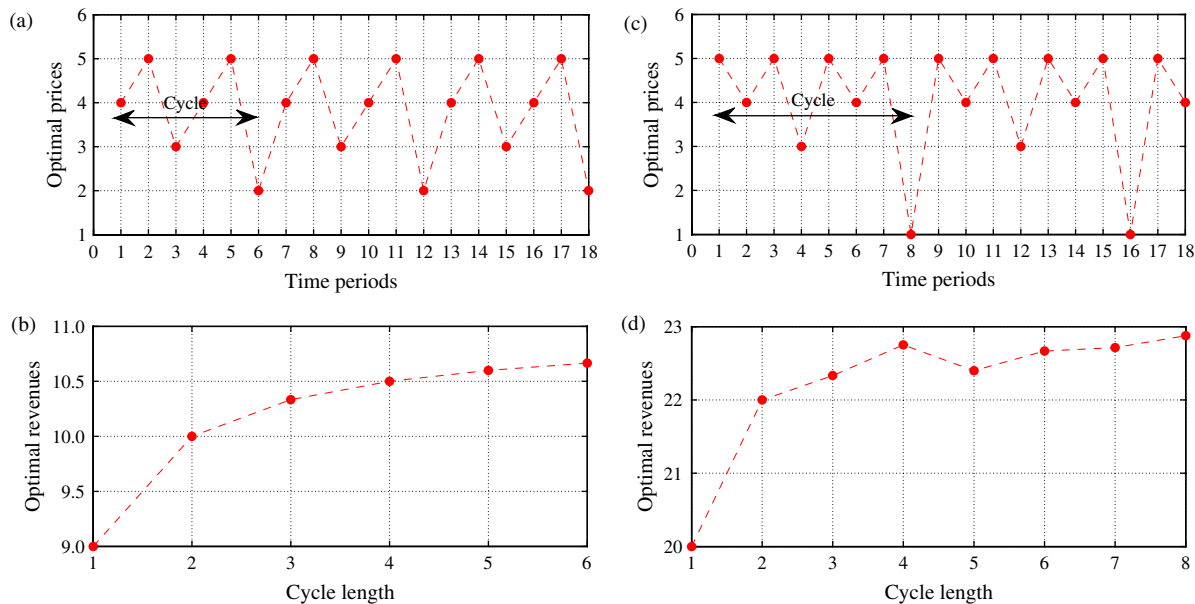 (a)
6
5
4
3
2
1
Optimal prices
Cycle
0 1 2 3 4 5 6 7 8 9 10 11 12 13 14 15 16 17 18
Time periods
(c)
6
5
4
3
2
1
Optimal prices
Cycle
0 1 2 3 4 5 6 7 8 9 10 11 12 13 14 15 16 17 18
Time periods
(b)
11.0
10.5
10.0
9.5
9.0
Optimal revenues
1 2 3 4 5 6
Cycle length
(d)
23
22
21
20
Optimal revenues
1 2 3 4 5 6 7 8
Cycle length